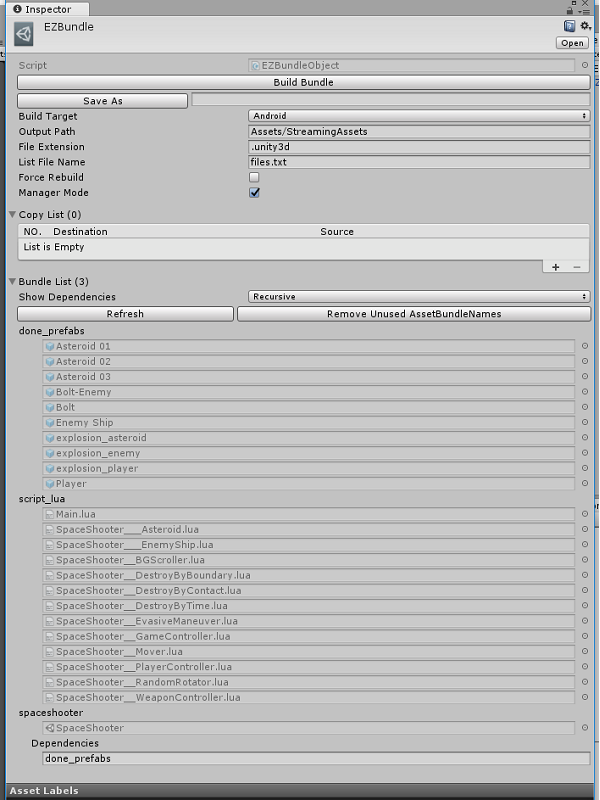 Inspector
EZBundle
Open
Script EZBundleObject
Build Bundle
Save As
Build Target Android
Output Path Assets/StreamingAssets
File Extension .unity3d
List File Name files.txt
Force Rebuild
Manager Mode
Copy List (0)
NO. Destination Source
List is Empty
Bundle List (3)
Show Dependencies Recursive
Refresh Remove Unused AssetBundleNames
done_prefabs
Asteroid 01
Asteroid 02
Asteroid 03
Bolt-Enemy
Bolt
Enemy Ship
explosion_asteroid
explosion_enemy
explosion_player
Player
script_lua
Main.lua
SpaceShooter___Asteroid.lua
SpaceShooter___EnemyShip.lua
SpaceShooter__BGScroller.lua
SpaceShooter__DestroyByBoundary.lua
SpaceShooter__DestroyByContact.lua
SpaceShooter__DestroyByTime.lua
SpaceShooter__EvasiveManeuver.lua
SpaceShooter__GameController.lua
SpaceShooter__Mover.lua
SpaceShooter__PlayerController.lua
SpaceShooter__RandomRotator.lua
SpaceShooter__WeaponController.lua
spaceshooter
SpaceShooter
Dependencies
done_prefabs
Asset Labels